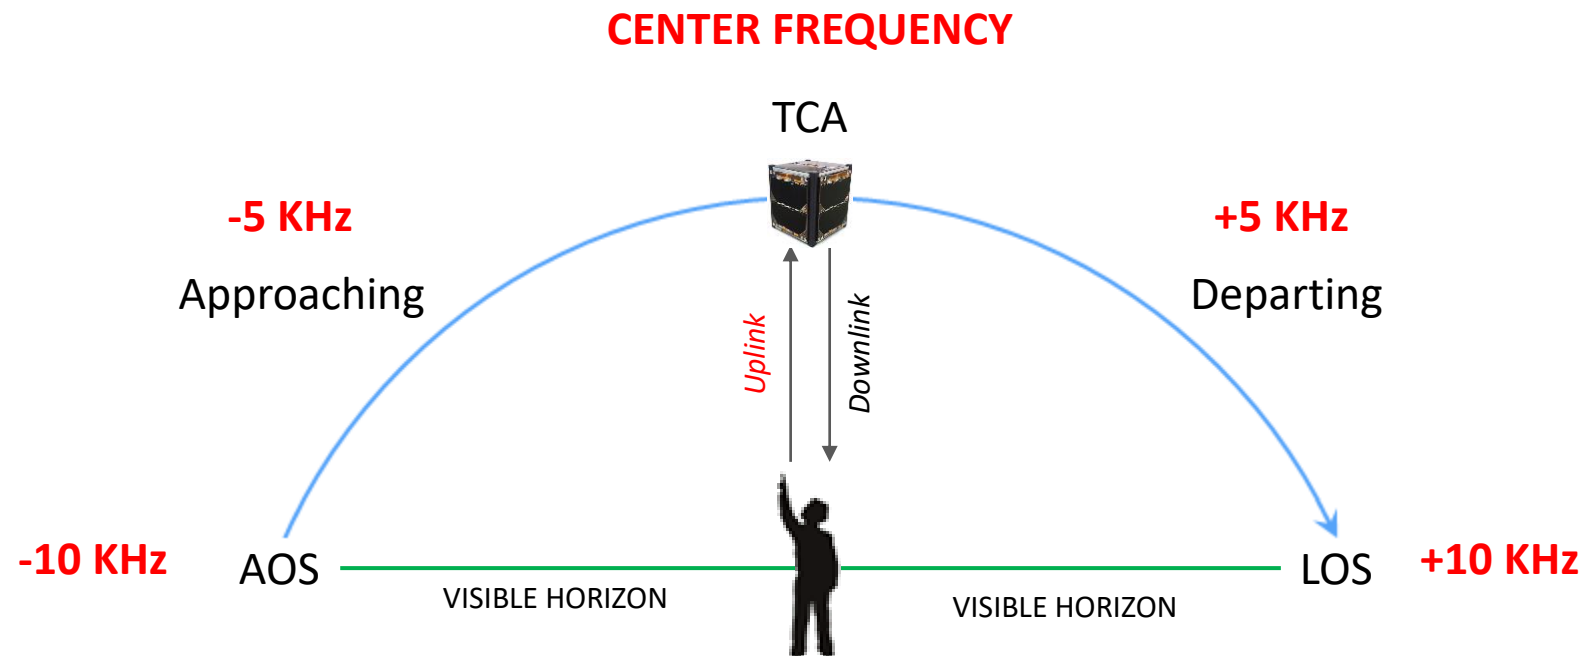 CENTER FREQUENCY
TCA
-5 KHz
+5 KHz
Approaching
Departing
Uplink
Downlink
-10 KHz
AOS
LOS
+10 KHz
VISIBLE HORIZON
VISIBLE HORIZON